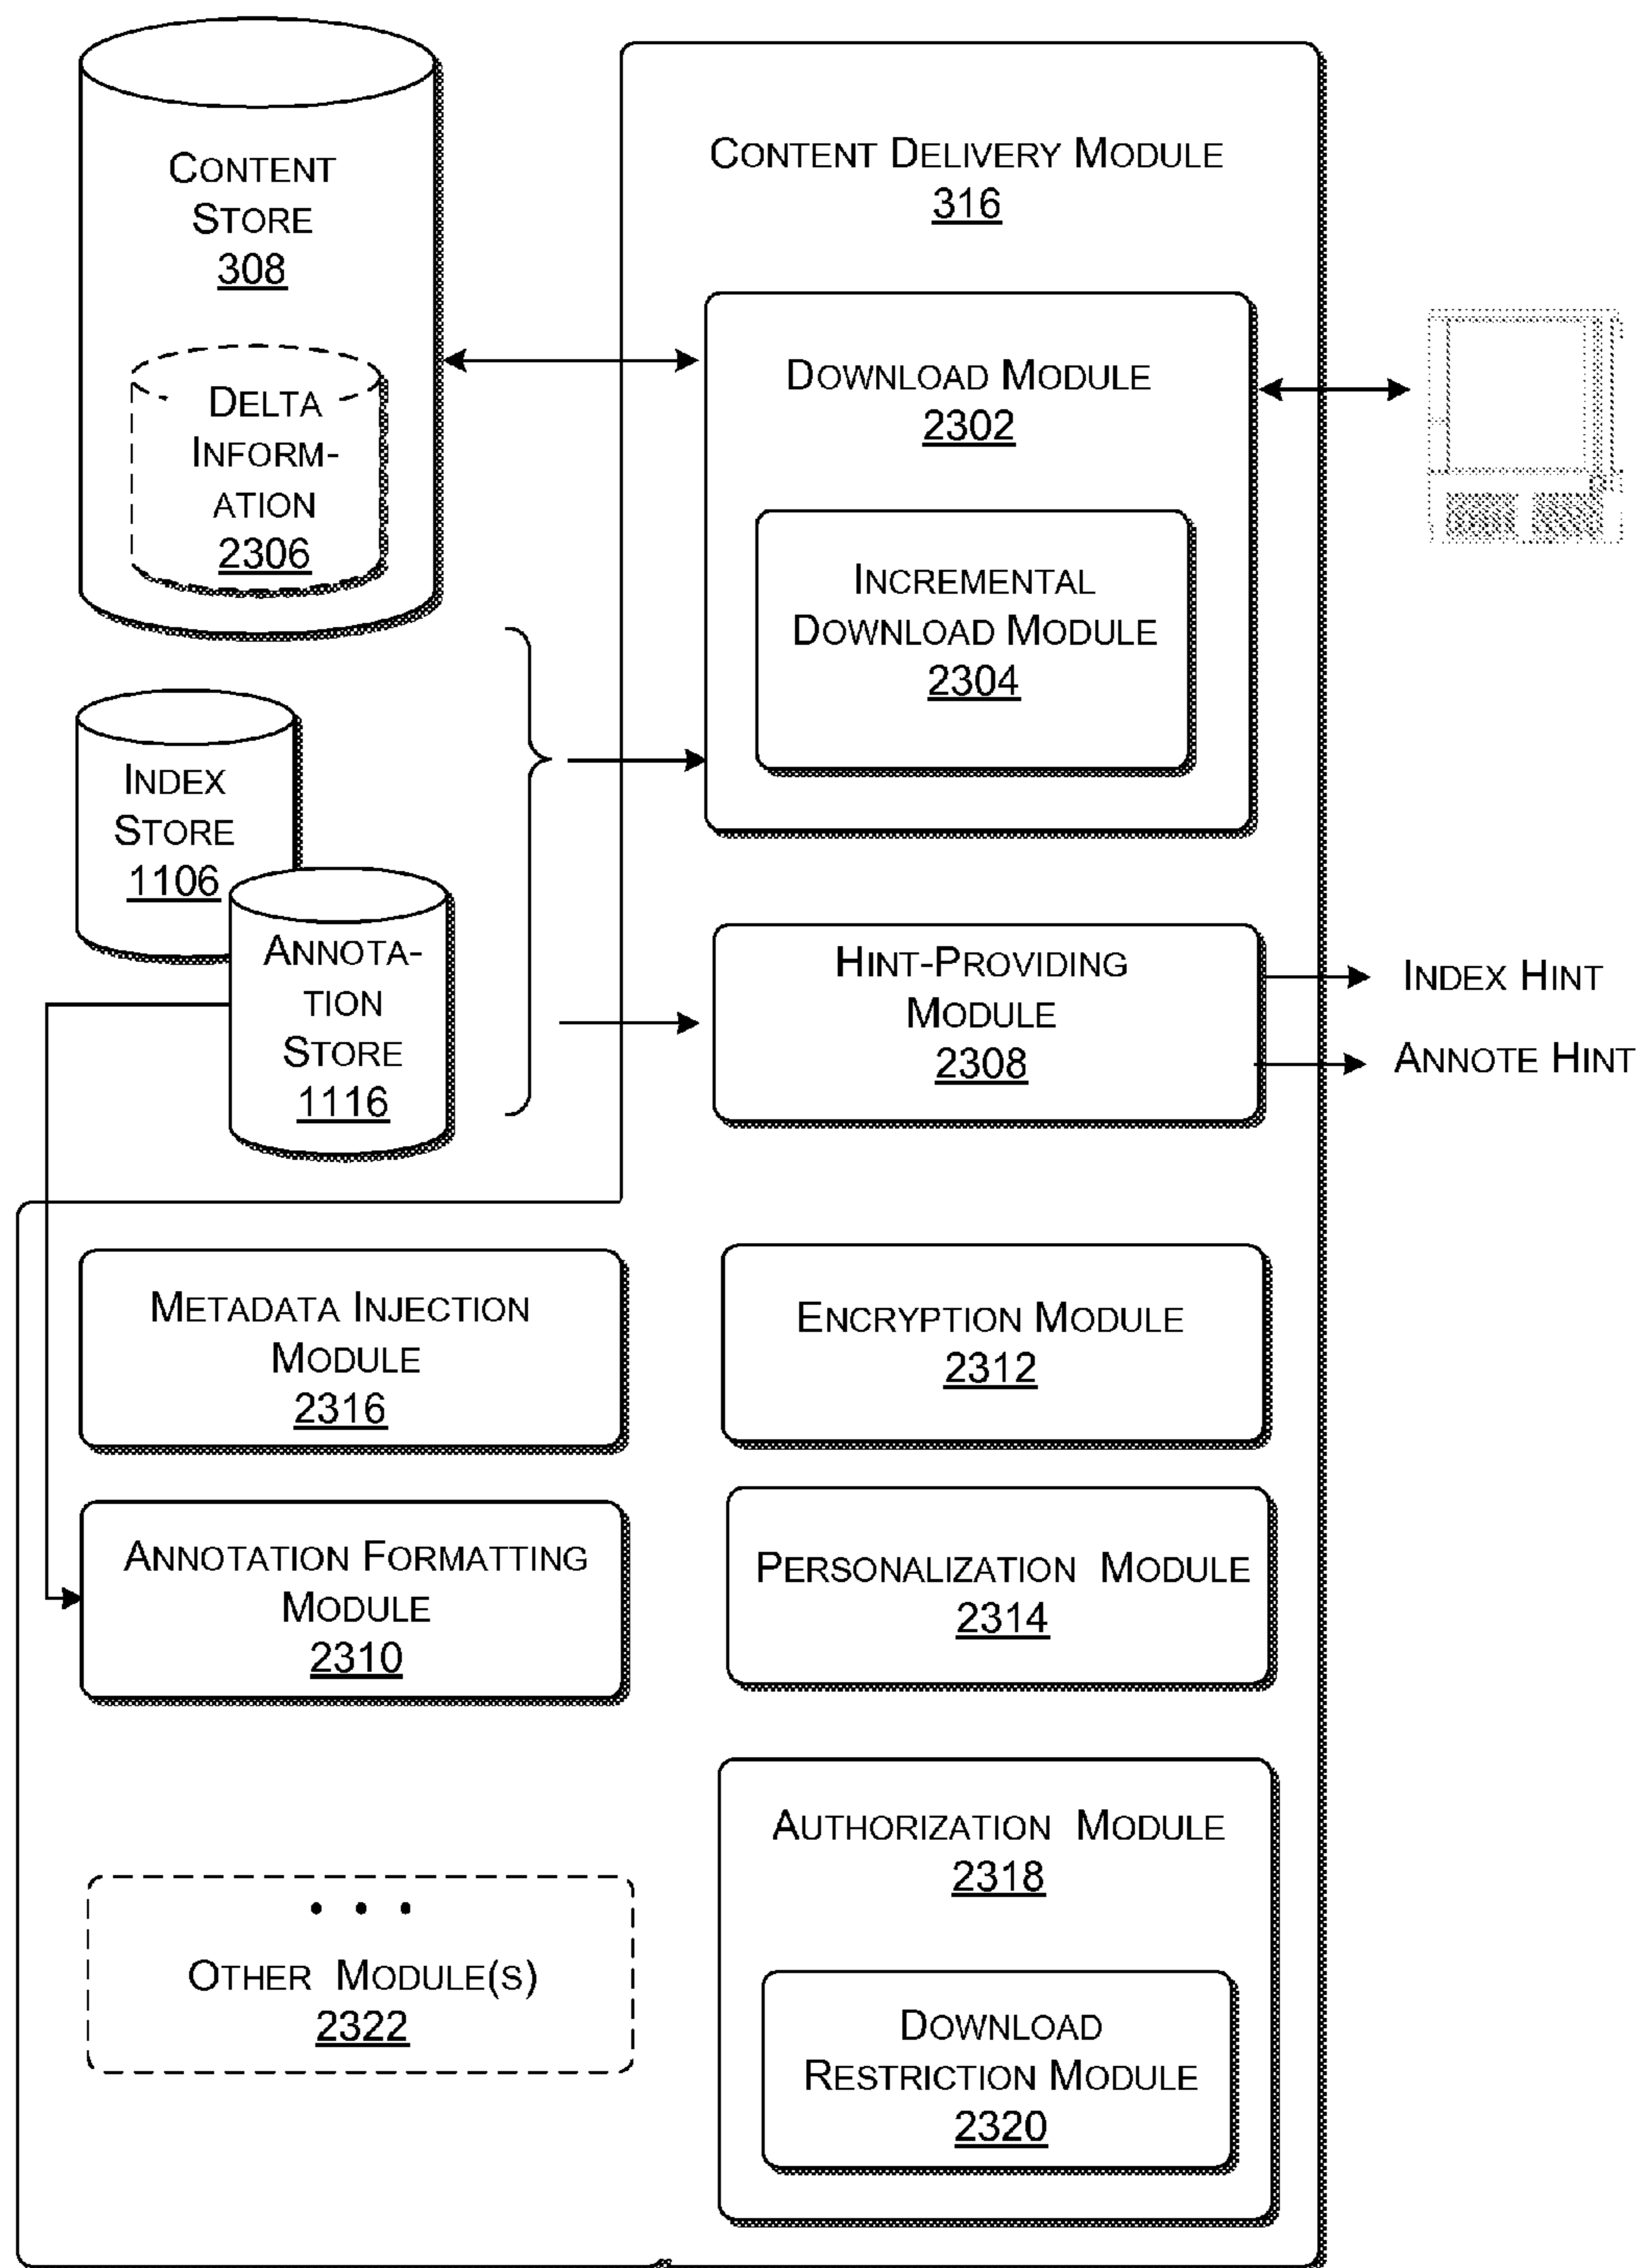 CONTENT
STORE
308
DELTA
INFORM-
ATION
2306
INDEX
STORE
1106
ANNOTA-
TION
STORE
1116
CONTENT DELIVERY MODULE
316
DOWNLOAD MODULE
2302
INCREMENTAL
DOWNLOAD MODULE
2304
HINT-PROVIDING
MODULE
2308
INDEX HINT
ANNOTE HINT
METADATA INJECTION
MODULE
2316
ENCRYPTION MODULE
2312
ANNOTATION FORMATTING
MODULE
2310
PERSONALIZATION MODULE
2314
• • •
OTHER MODULE(S)
2322
AUTHORIZATION MODULE
2318
DOWNLOAD
RESTRICTION MODULE
2320